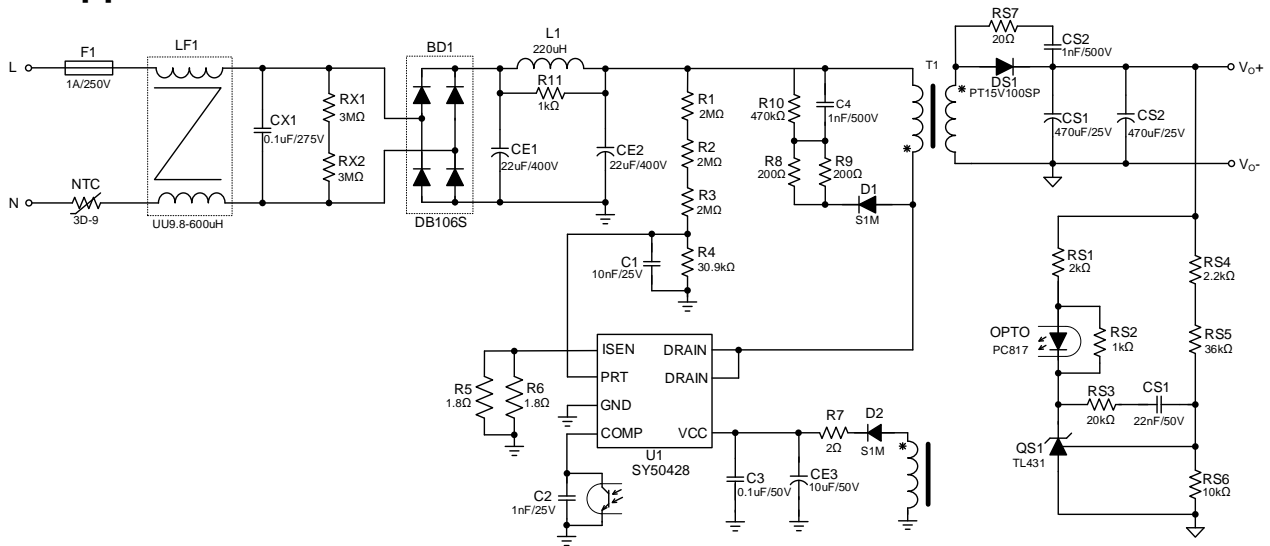 L
F1
1A/250V
LF1
UU9.8-600uH
N
NTC
3D-9
CX1
0.1uF/275V
RX1
3MΩ
RX2
3MΩ
BD1
DB106S
L1
220uH
R11
1kΩ
CE1
22uF/400V
CE2
22uF/400V
R1
2MΩ
R2
2MΩ
R3
2MΩ
R4
30.9kΩ
C1
10nF/25V
R10
470kΩ
C4
1nF/500V
R8
200Ω
R9
200Ω
D1
S1M
T1
*
*
RS7
20Ω
CS2
1nF/500V
DS1
PT15V100SP
CS1
470uF/25V
CS2
470uF/25V
VO+
VO-
RS1
2kΩ
RS4
2.2kΩ
OPTO
PC817
RS2
1kΩ
RS5
36kΩ
RS3
20kΩ
CS1
22nF/50V
QS1
TL431
RS6
10kΩ
ISEN
DRAIN
PRT
DRAIN
GND
COMP
VCC
U1
SY50428
R5
1.8Ω
R6
1.8Ω
C2
1nF/25V
C3
0.1uF/50V
CE3
10uF/50V
R7
2Ω
D2
S1M
*